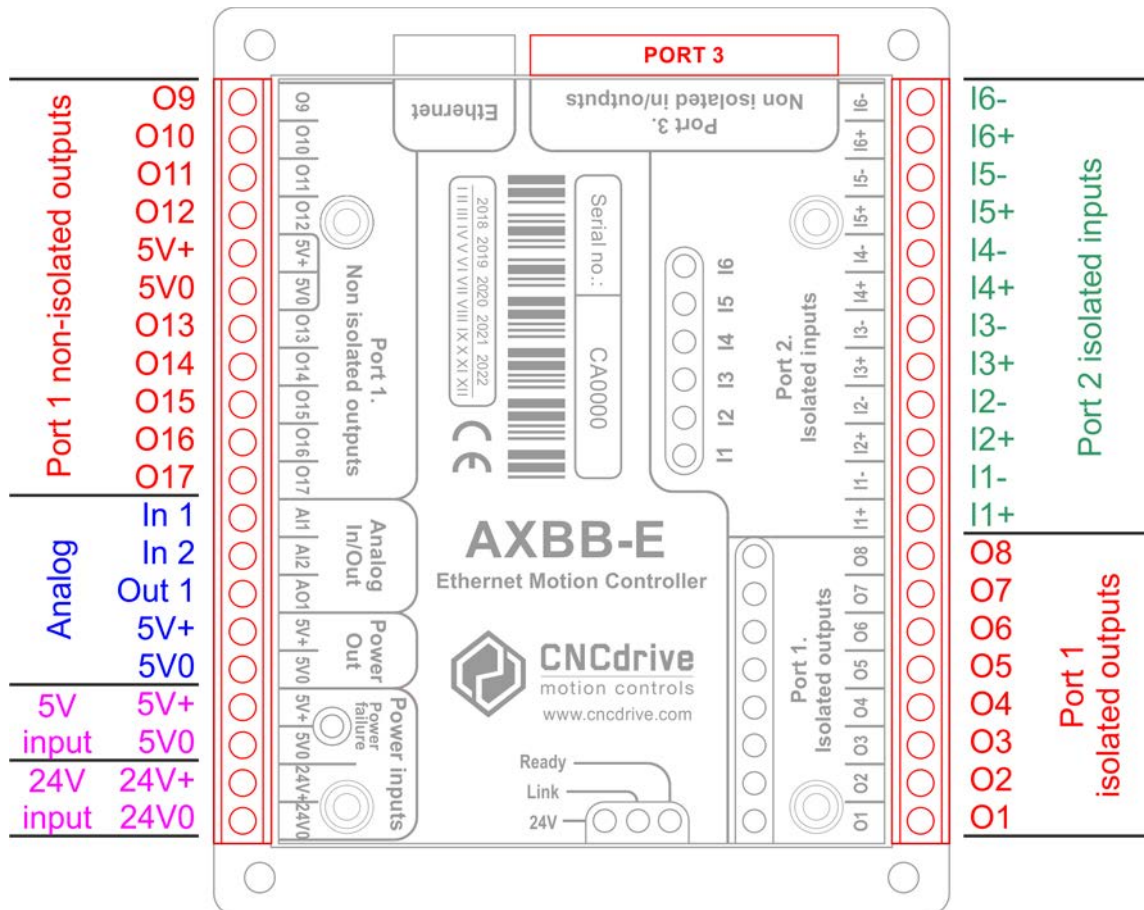 PORT 3
Port 1 non-isolated outputs
O9
O10
O11
O12
5V+
5V0
O13
O14
O15
O16
O17
Analog
In 1
In 2
Out 1
5V+
5V0
5V
input
5V+
5V0
24V
input
24V+
24V0
O9
O10
O11
O12
5V+
5V0
O13
O14
O15
O16
O17
AI1
AI2
AO1
5V+
5V0
5V+
5V0
24V+
24V0
Ethernet
Port 3.
Non isolated in/outputs
Port 1.
Non isolated outputs
Analog
In/Out
Power
Out
Power inputs
Power
failure
2018 2019 2020 2021 2022
I II III IV V VI VII VIII IX X XI XII
CE
Serial no.:
CA0000
I6
I5
I4
I3
I2
I1
Port 2.
Isolated inputs
AXBB-E
Ethernet Motion Controller
CNCdrive
motion controls
www.cncdrive.com
Ready
Link
24V
Port 1.
Isolated outputs
I6-
I6+
I5-
I5+
I4-
I4+
I3-
I3+
I2-
I2+
I1-
I1+
O8
O7
O6
O5
O4
O3
O2
O1
I6-
I6+
I5-
I5+
I4-
I4+
I3-
I3+
I2-
I2+
I1-
I1+
Port 2 isolated inputs
O8
O7
O6
O5
O4
O3
O2
O1
Port 1
isolated outputs